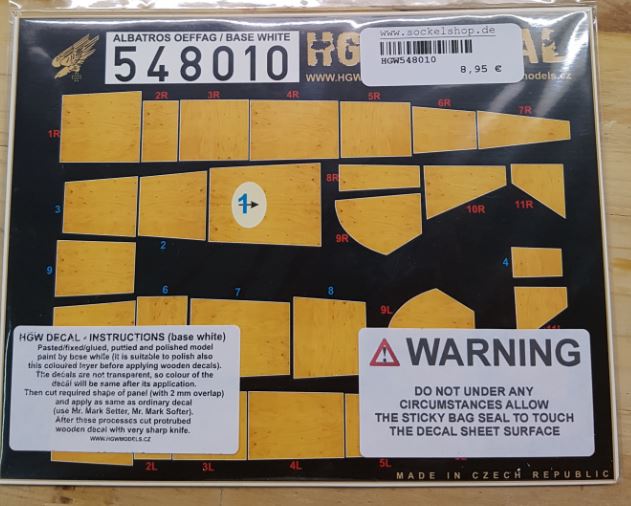 ALBATROS OEFFAG / BASE WHITE
548010
HG
AL
WWW.HGW
models.cz
www.sockelshop.de
HGW548010
8,95 €
1R
2R
3R
4R
5R
6R
7R
3
2
1
8R
9R
10R
11R
9
4
6
7
8
9L
HGW DECAL - INSTRUCTIONS (base white)
Pasted/fixed/glued, puttied and polished model
paint by base white (it is suitable to polish also
this coloured layer before applying wooden decals).
The decals are not transparent, so colour of the
decal will be same after its application.
Then cut required shape of panel (with 2 mm overlap)
and apply as same as ordinary decal
(use Mr. Mark Setter, Mr. Mark Softer).
After these processes cut protrubed
wooden decal with very sharp knife.
WWW.HGWMODELS.CZ
WARNING
DO NOT UNDER ANY
CIRCUMSTANCES ALLOW
THE STICKY BAG SEAL TO TOUCH
THE DECAL SHEET SURFACE
2L
3L
4L
5L
MADE IN CZECH REPUBLIC